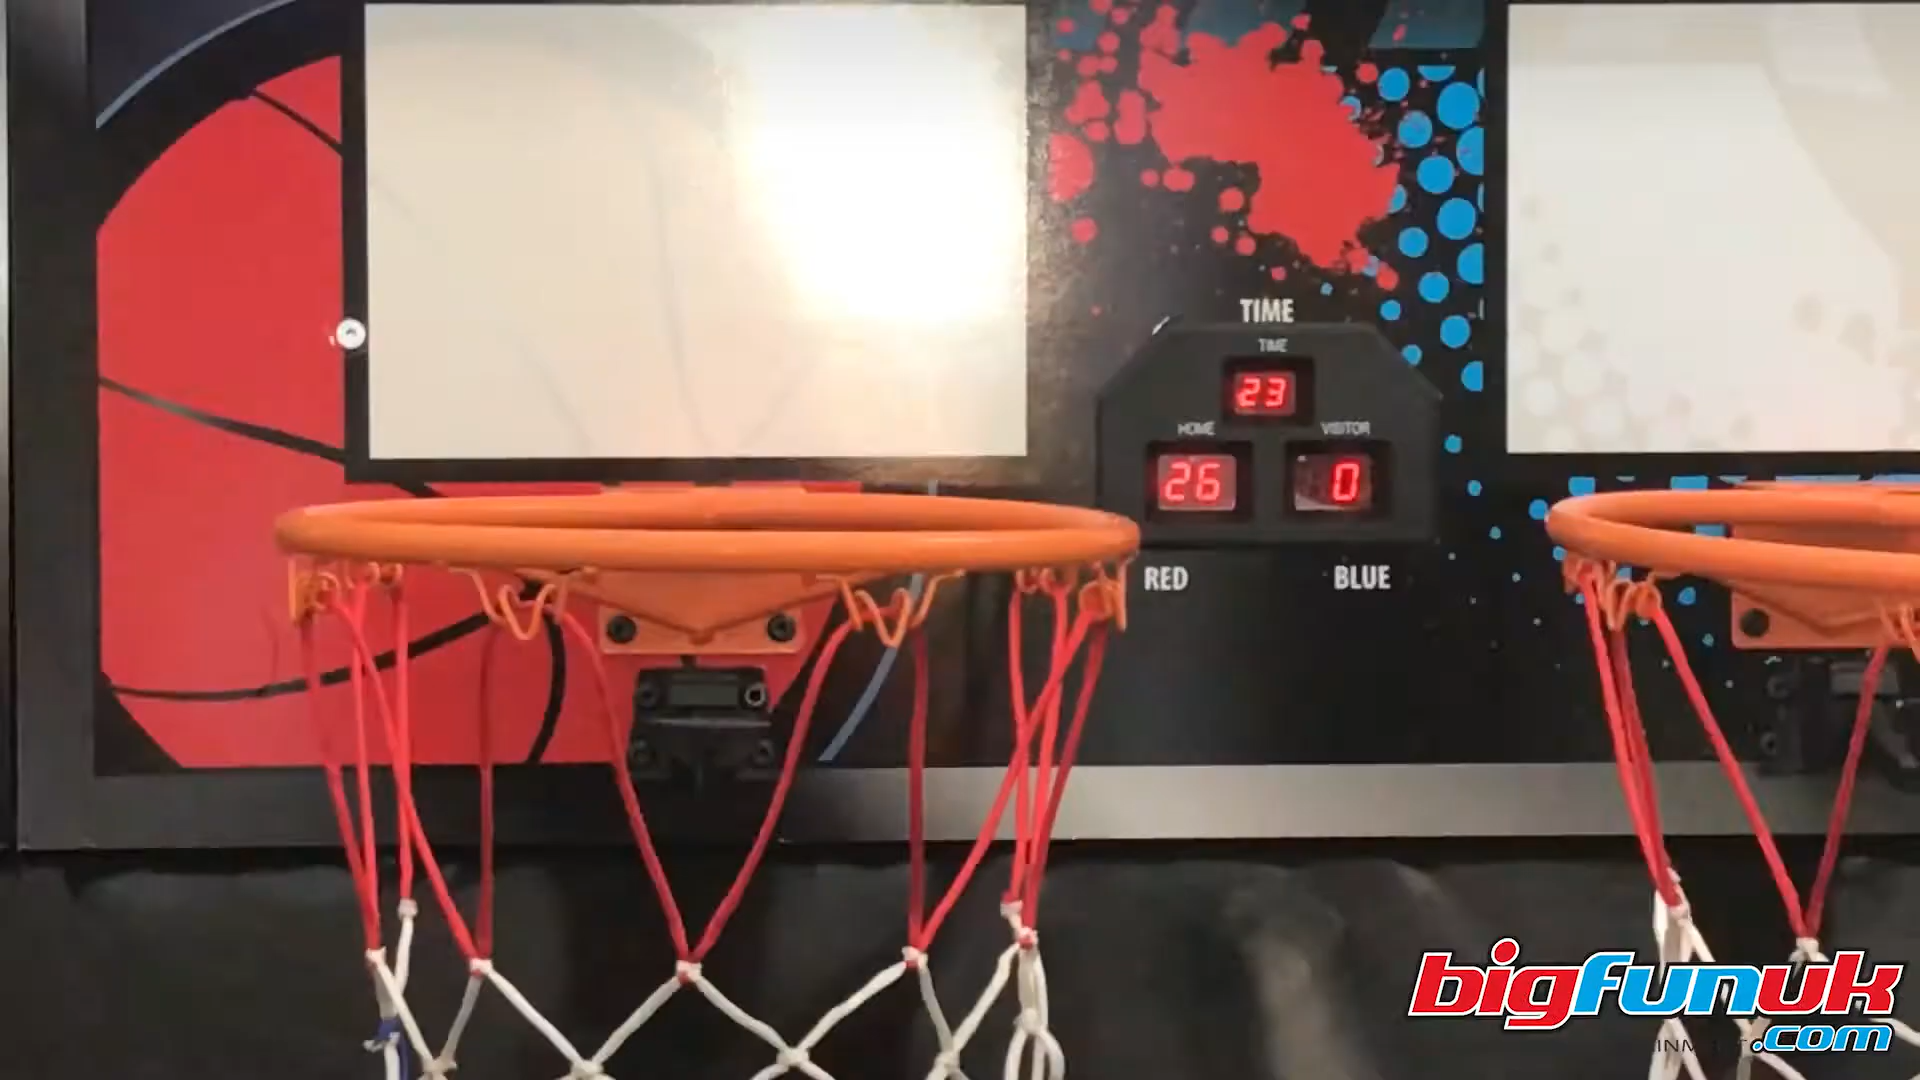 TIME
TIME
23
HOME VISITOR
26 0
RED BLUE
bigfunuk
.com